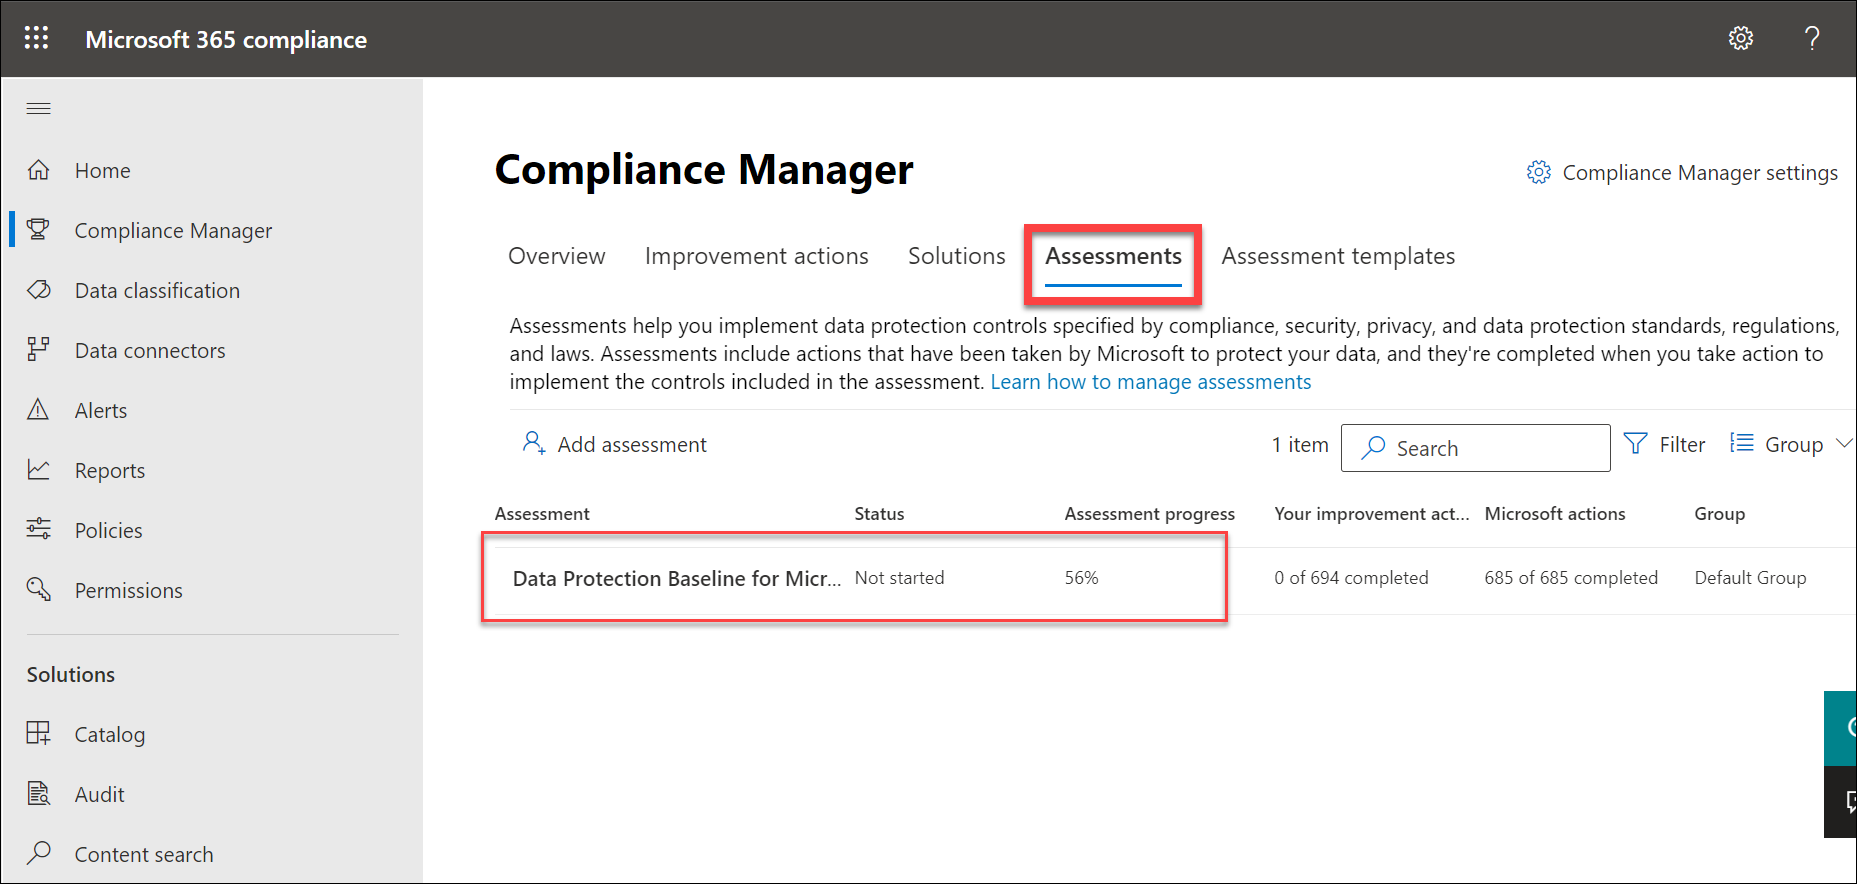 Microsoft 365 compliance
?
Home
Compliance Manager
Data classification
Data connectors
Alerts
Reports
Policies
Permissions
Solutions
Catalog
Audit
Content search
Compliance Manager
Compliance Manager settings
Overview
Improvement actions
Solutions
Assessments
Assessment templates
Assessments help you implement data protection controls specified by compliance, security, privacy, and data protection standards, regulations,
and laws. Assessments include actions that have been taken by Microsoft to protect your data, and they're completed when you take action to
implement the controls included in the assessment. Learn how to manage assessments
Add assessment
1 item
Search
Filter
Group
Assessment Status Assessment progress Your improvement act... Microsoft actions Group
Data Protection Baseline for Micr... Not started 56% 0 of 694 completed 685 of 685 completed Default Group